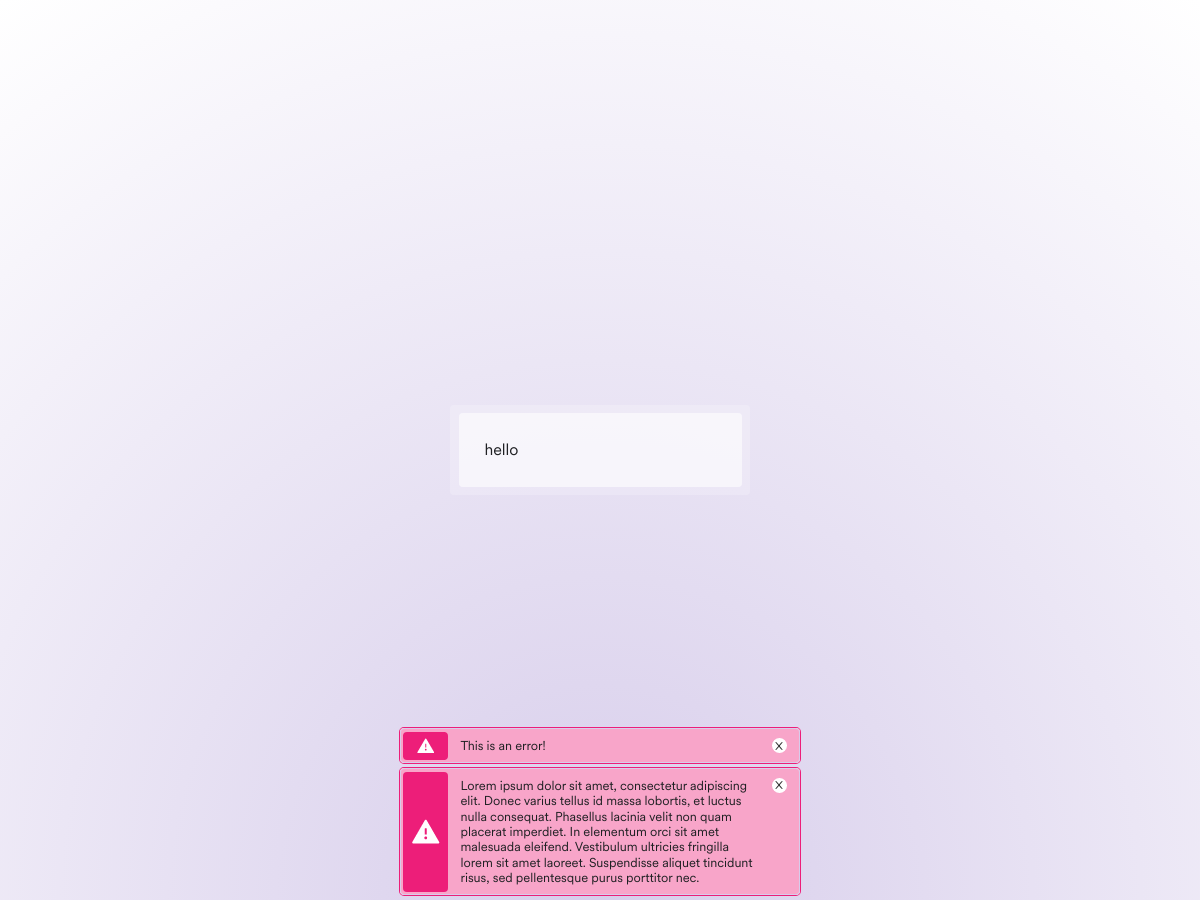 hello
This is an error!
X
Lorem ipsum dolor sit amet, consectetur adipiscing
X
elit. Donec varius tellus id massa lobortis, et luctus
nulla consequat. Phasellus lacinia velit non quam
placerat imperdiet. In elementum orci sit amet
malesuada eleifend. Vestibulum ultricies fringilla
lorem sit amet laoreet. Suspendisse aliquet tincidunt
risus, sed pellentesque purus porttitor nec.